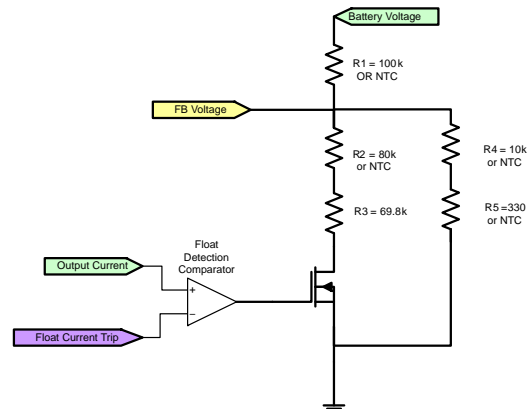 Battery Voltage
R1 = 100k
OR NTC
FB Voltage
R2 = 80k
or NTC
R4 = 10k
or NTC
R3 = 69.8k
R5 =330
or NTC
Float
Detection
Comparator
Output Current
+
−
Float Current Trip